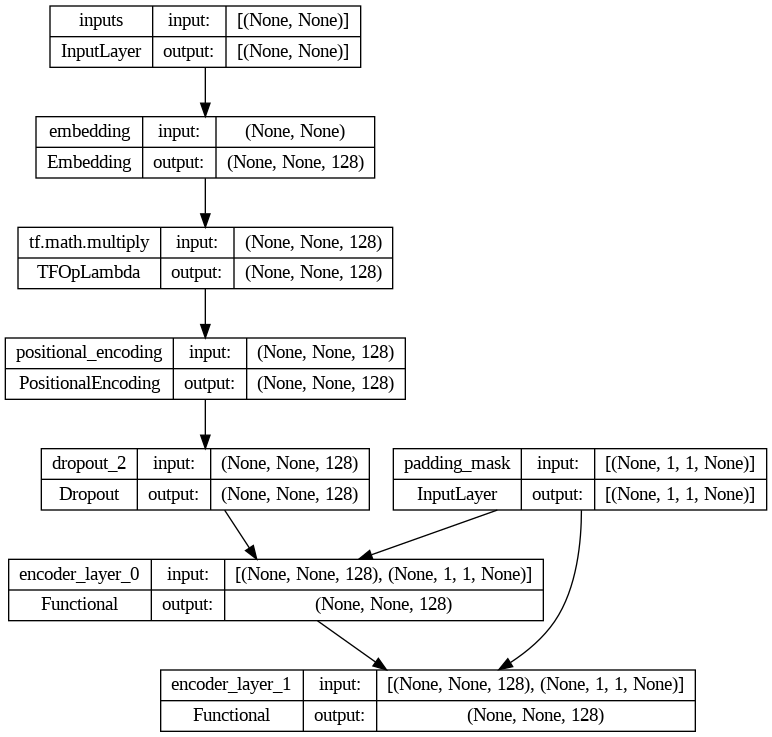 inputs input: [(None, None)]
InputLayer output: [(None, None)]
embedding input: (None, None)
Embedding output: (None, None, 128)
tf.math.multiply input: (None, None, 128)
TFOpLambda output: (None, None, 128)
positional_encoding input: (None, None, 128)
PositionalEncoding output: (None, None, 128)
dropout_2 input: (None, None, 128)
Dropout output: (None, None, 128)
padding_mask input: [(None, 1, 1, None)]
InputLayer output: [(None, 1, 1, None)]
encoder_layer_0 input: [(None, None, 128), (None, 1, 1, None)]
Functional output: (None, None, 128)
encoder_layer_1 input: [(None, None, 128), (None, 1, 1, None)]
Functional output: (None, None, 128)